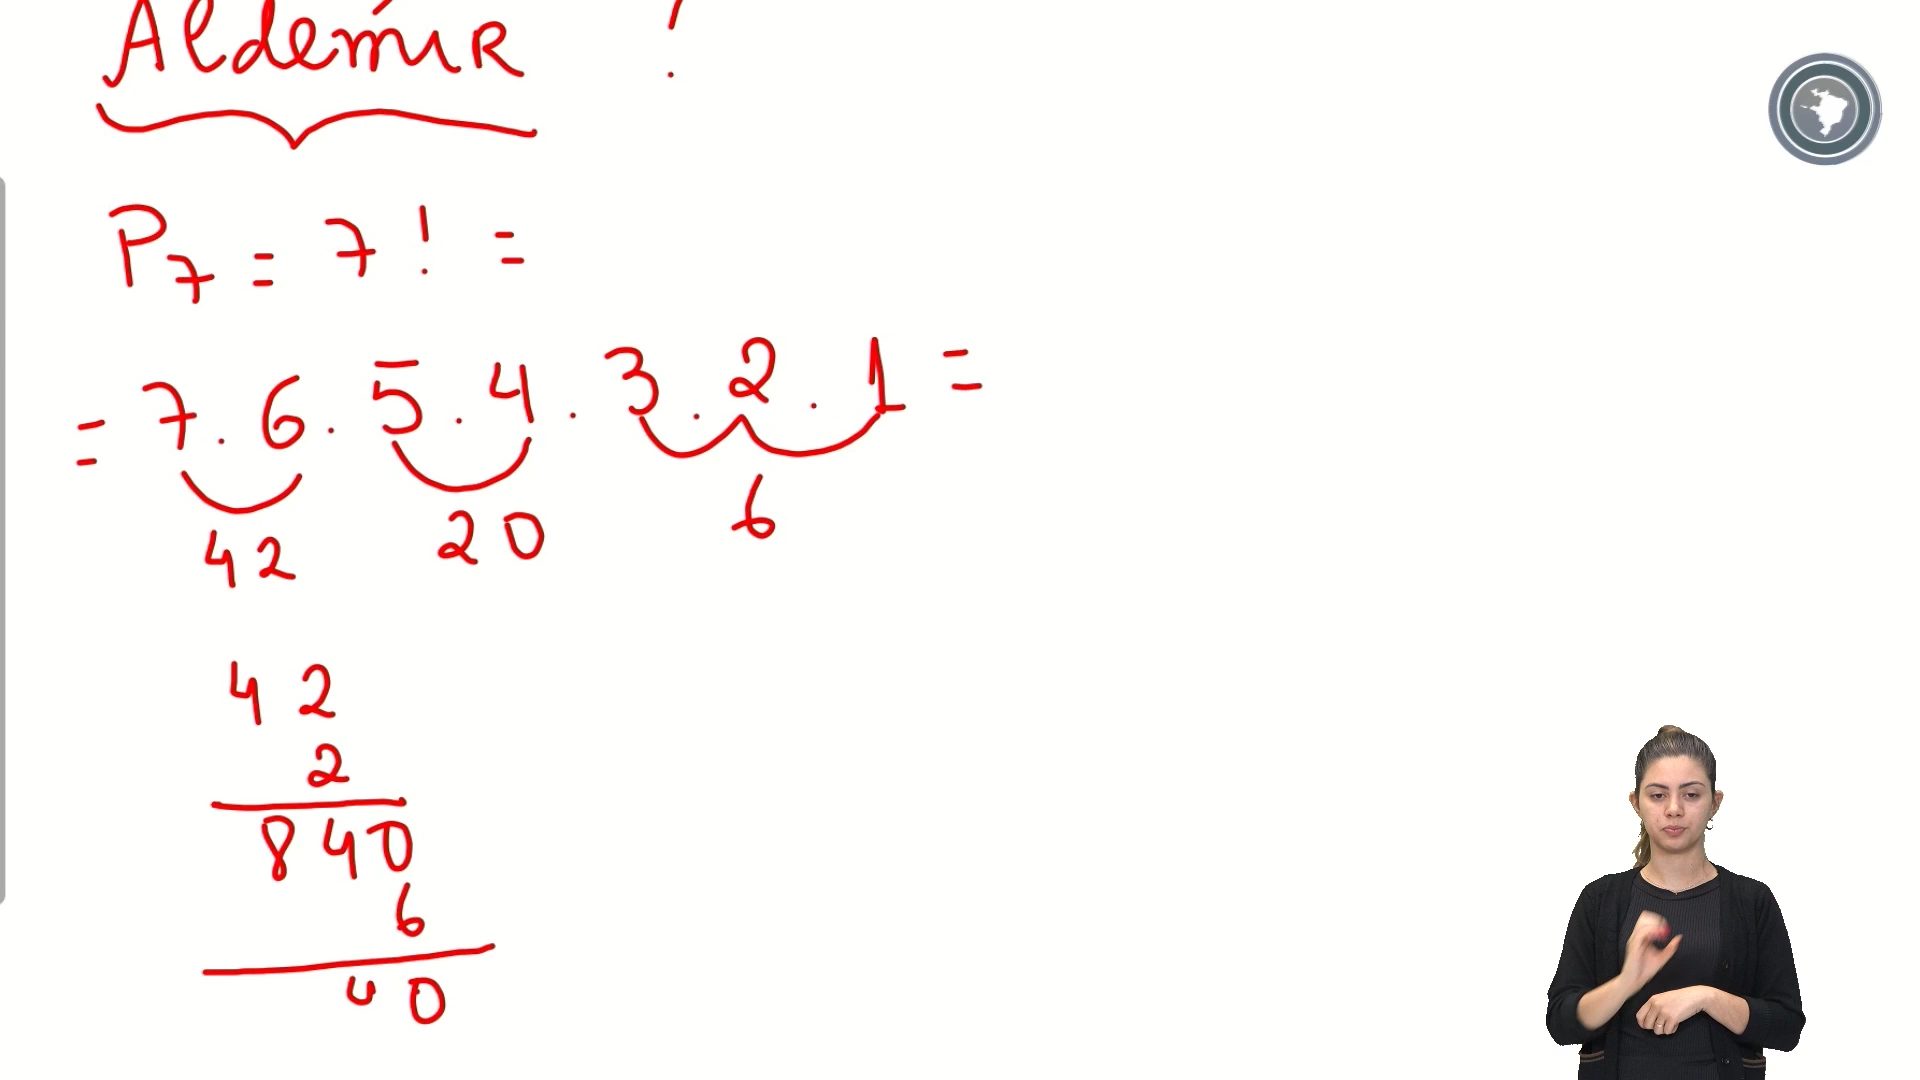 Aldemir !
P7 = 7! =
= 7 . 6 . 5 . 4 . 3 . 2 . 1 =
42 20 6
42
2
840
6
40